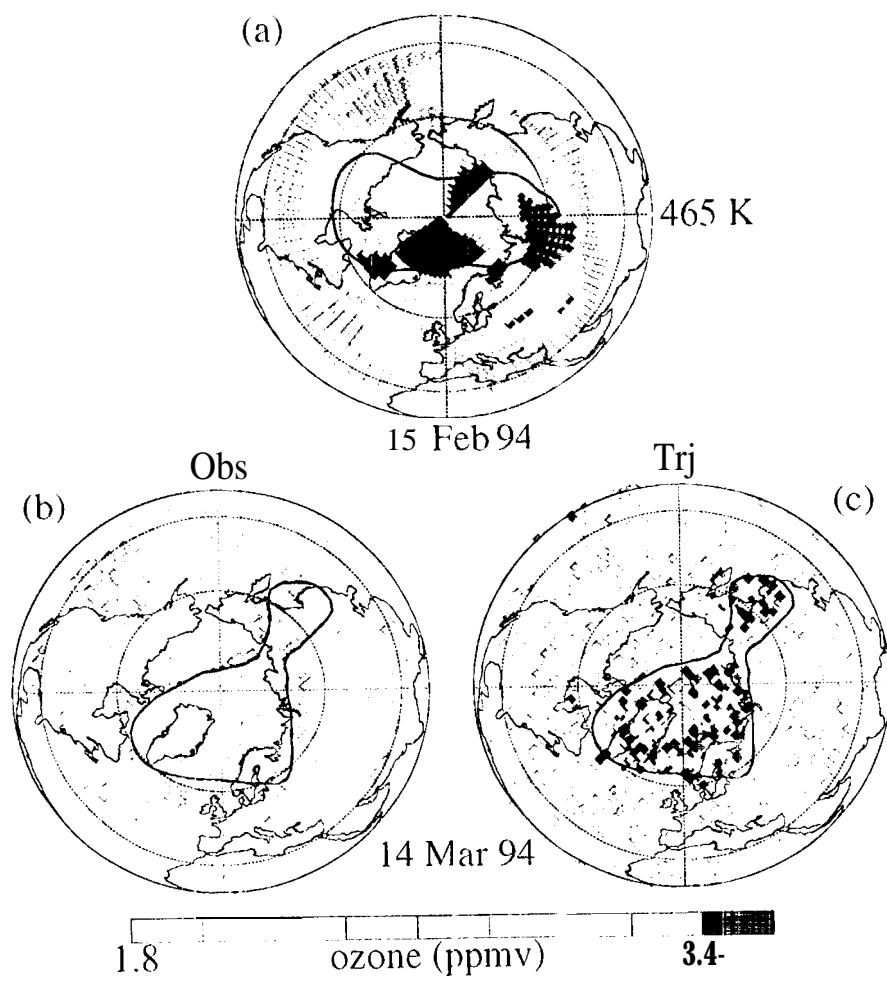 (a)
465 K
15 Feb 94
Obs
Trj
(b)
(c)
14 Mar 94
1.8
ozone (ppmv)
3.4-